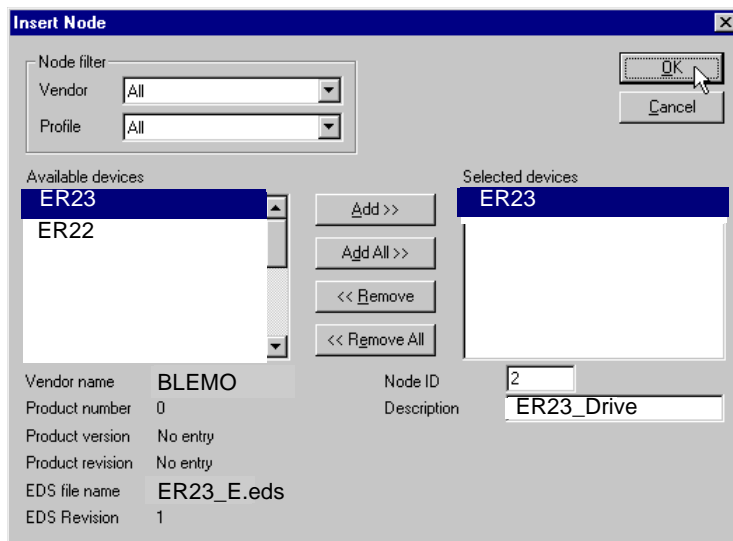 Insert Node
Node filter
Vendor All
Profile All
OK
Cancel
Available devices
ER23
ER22
Add >>
Add All >>
<< Remove
<< Remove All
Selected devices
ER23
Vendor name BLEMO
Product number 0
Product version No entry
Product revision No entry
EDS file name ER23_E.eds
EDS Revision 1
Node ID 2
Description ER23_Drive